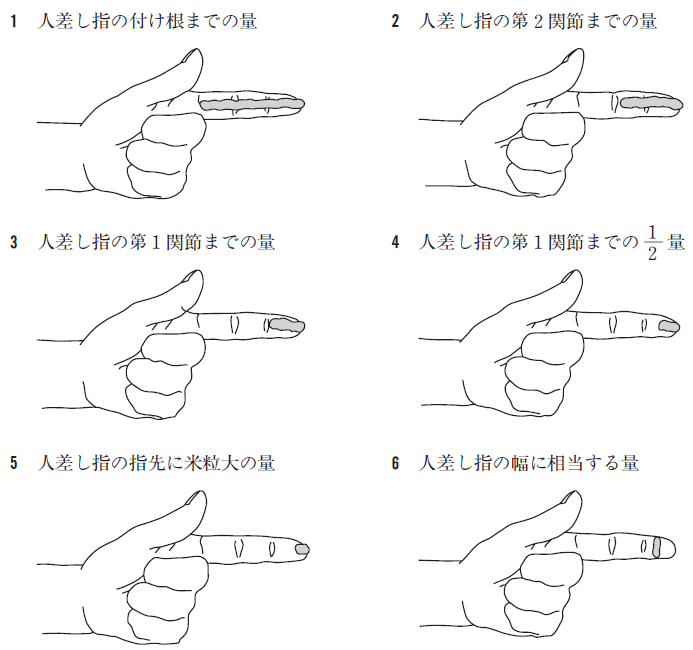 1 人差し指の付け根までの量
2 人差し指の第2関節までの量
3 人差し指の第1関節までの量
4 人差し指の第1関節までの1/2量
5 人差し指の指先に米粒大の量
6 人差し指の幅に相当する量